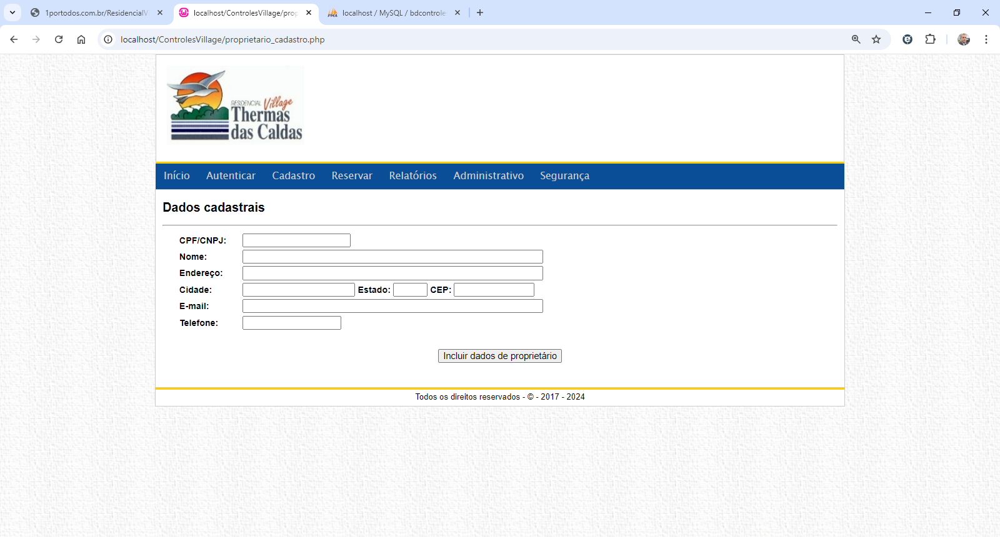 1portodos.com.br/ResidencialV
localhost/ControlesVillage/prop
localhost / MySQL / bdcontrole
localhost/ControlesVillage/proprietario_cadastro.php
RESIDENCIAL Village
Thermas
das Caldas
Início Autenticar Cadastro Reservar Relatórios Administrativo Segurança
Dados cadastrais
CPF/CNPJ:
Nome:
Endereço:
Cidade: Estado: CEP:
E-mail:
Telefone:
Incluir dados de proprietário
Todos os direitos reservados - © - 2017 - 2024